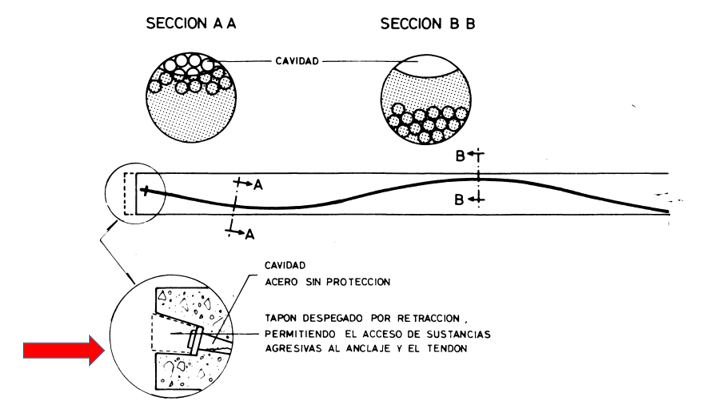 SECCION A A
SECCION B B
CAVIDAD
A
A
B
B
CAVIDAD
ACERO SIN PROTECCION
TAPON DESPEGADO POR RETRACCION,
PERMITIENDO EL ACCESO DE SUSTANCIAS
AGRESIVAS AL ANCLAJE Y EL TENDON